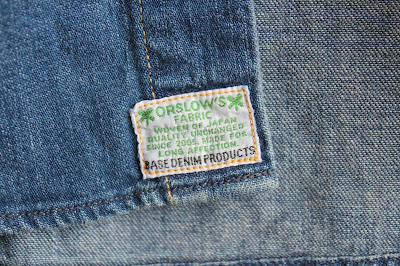 ORSLOW'S
FABRIC
WOVEN OF JAPAN
QUALITY UNCHANGED
SINCE 2005. MADE FOR
LONG AFFECTION.
BASE DENIM PRODUCTS